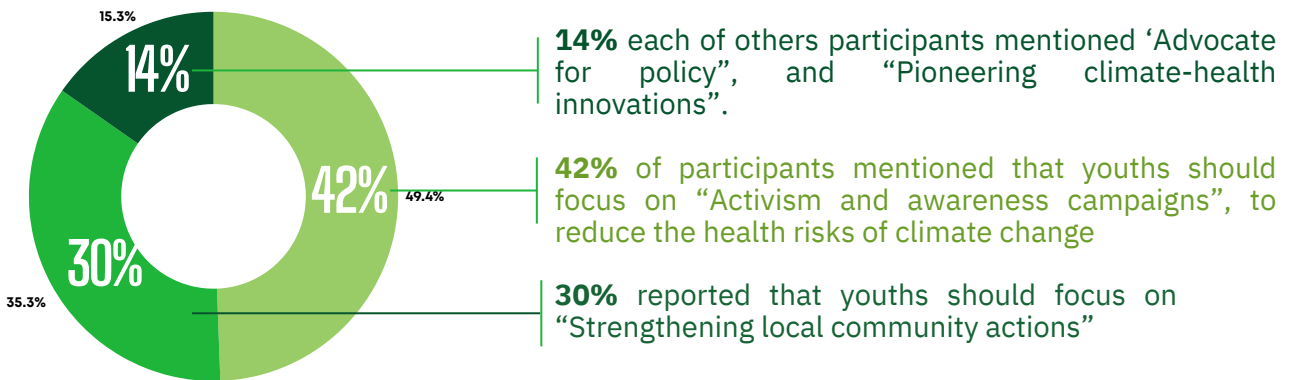 15.3%
14%
42%
49.4%
30%
35.3%
14% each of others participants mentioned ‘Advocate
for policy”, and “Pioneering climate-health
innovations”.
42% of participants mentioned that youths should
focus on “Activism and awareness campaigns”, to
reduce the health risks of climate change
30% reported that youths should focus on
“Strengthening local community actions”